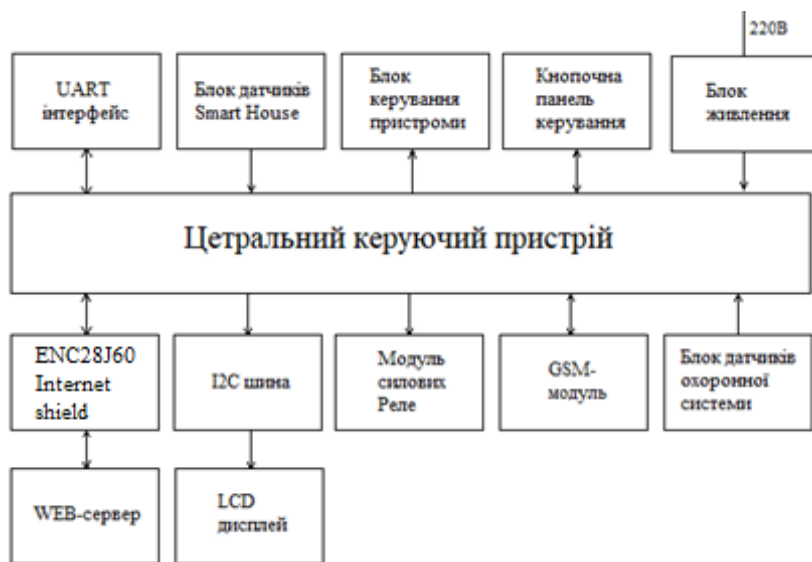 220В
UART
інтерфейс
Блок датчиків
Smart House
Блок
керування
пристроми
Кнопочна
панель
керування
Блок
живлення
Цетральний керуючий пристрій
ENC28J60
Internet
shield
I2C шина
Модуль
силових
Реле
GSM-
модуль
Блок датчиків
охоронної
системи
WEB-сервер
LCD
дисплей